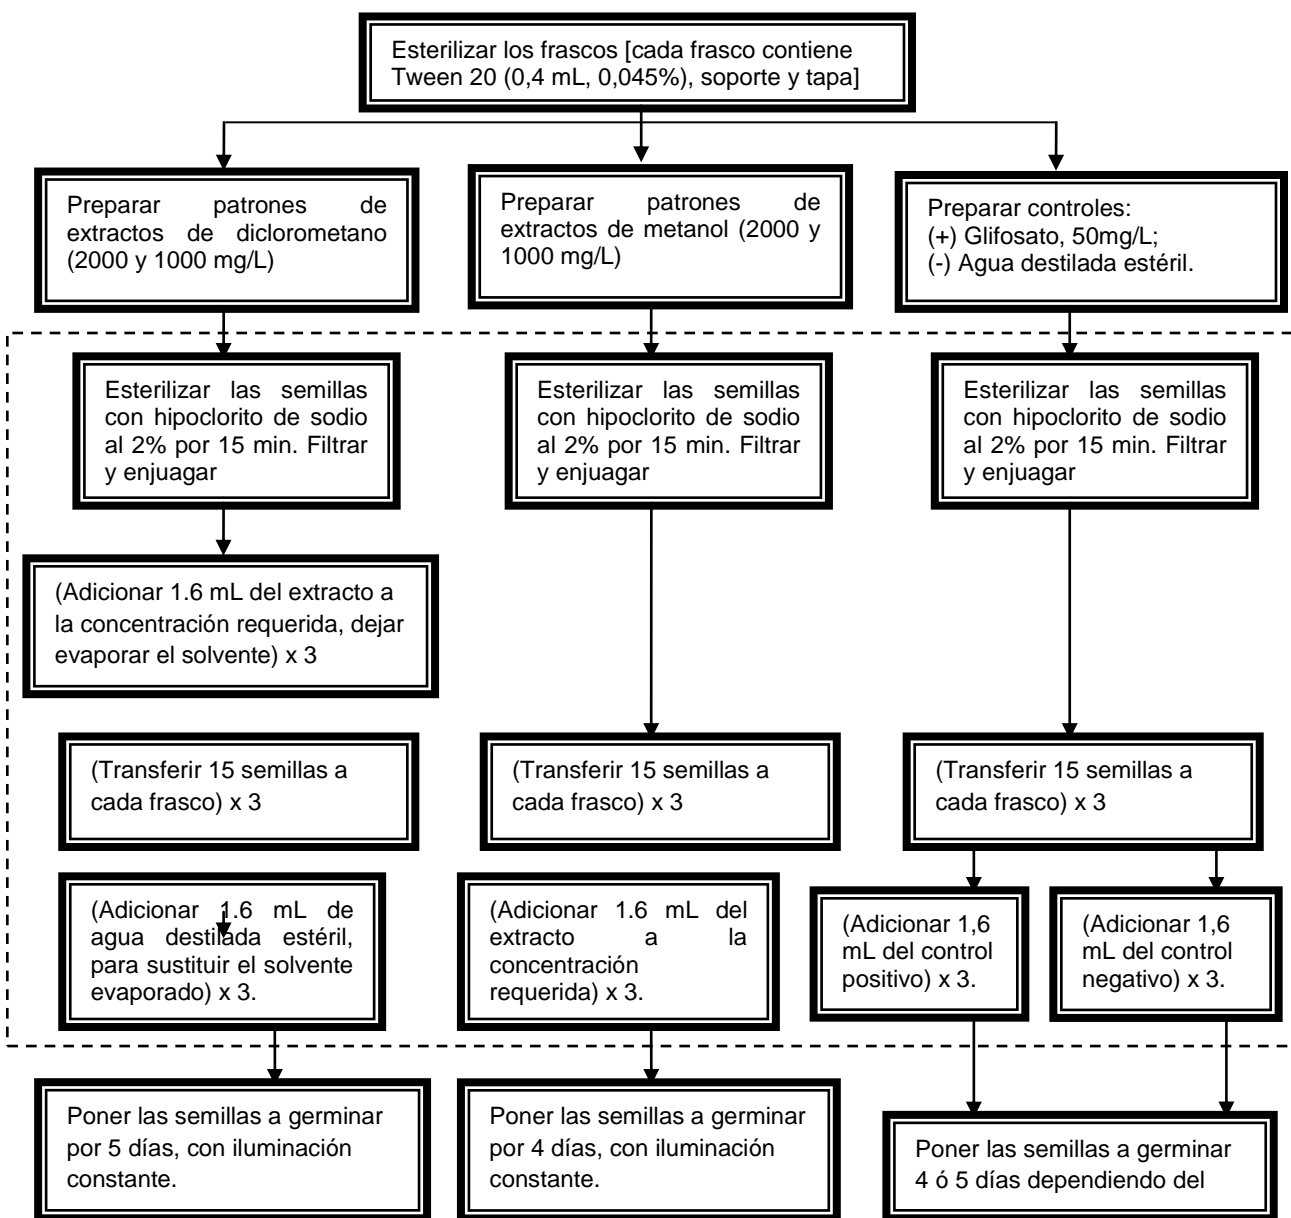 Esterilizar los frascos [cada frasco contiene
Tween 20 (0,4 mL, 0,045%), soporte y tapa]
Preparar patrones de
extractos de diclorometano
(2000 y 1000 mg/L)
Preparar patrones de
extractos de metanol (2000 y
1000 mg/L)
Preparar controles:
(+) Glifosato, 50mg/L;
(-) Agua destilada estéril.
Esterilizar las semillas
con hipoclorito de sodio
al 2% por 15 min. Filtrar
y enjuagar
Esterilizar las semillas
con hipoclorito de sodio
al 2% por 15 min. Filtrar
y enjuagar
Esterilizar las semillas
con hipoclorito de sodio
al 2% por 15 min. Filtrar
y enjuagar
(Adicionar 1.6 mL del extracto a
la concentración requerida, dejar
evaporar el solvente) x 3
(Transferir 15 semillas a
cada frasco) x 3
(Transferir 15 semillas a
cada frasco) x 3
(Transferir 15 semillas a
cada frasco) x 3
(Adicionar 1.6 mL de
agua destilada estéril,
para sustituir el solvente
evaporado) x 3.
(Adicionar 1.6 mL del
extracto a la
concentración
requerida) x 3.
(Adicionar 1,6
mL del control
positivo) x 3.
(Adicionar 1,6
mL del control
negativo) x 3.
Poner las semillas a germinar
por 5 días, con iluminación
constante.
Poner las semillas a germinar
por 4 días, con iluminación
constante.
Poner las semillas a germinar
4 ó 5 días dependiendo del